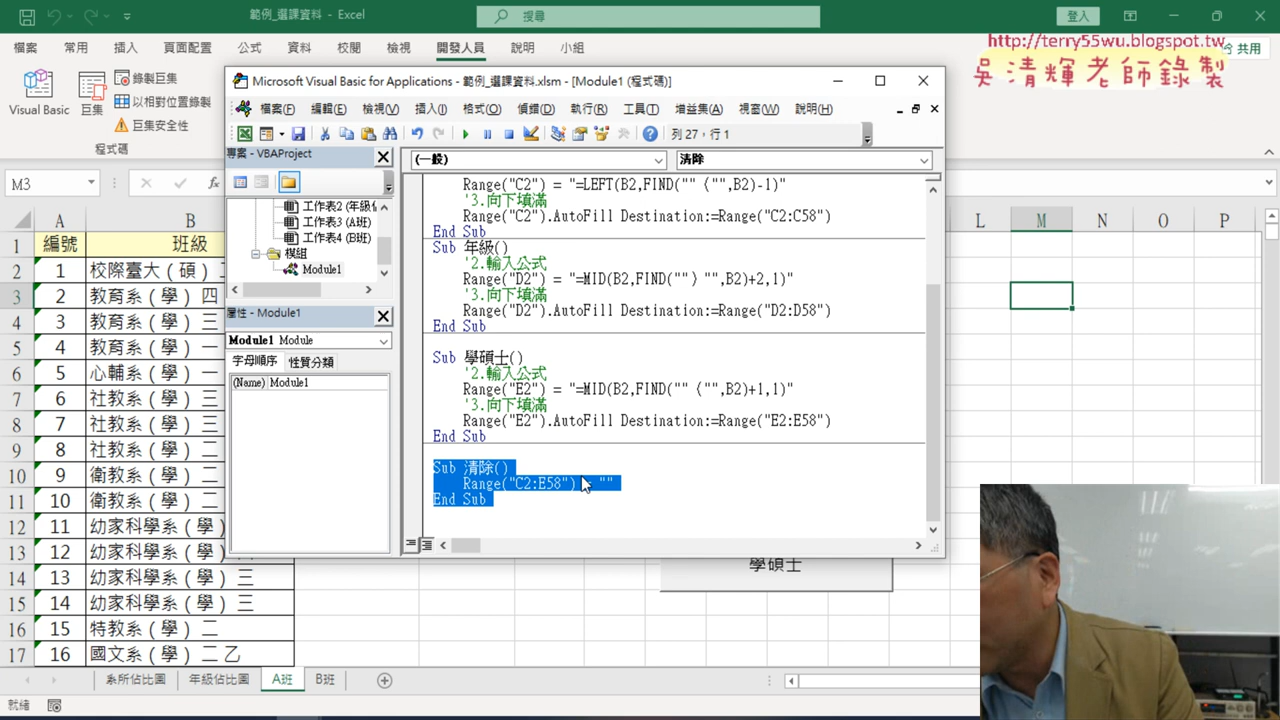 範例_選課資料 - Excel
搜尋
登入
檔案 常用 插入 頁面配置 公式 資料 校閱 檢視 開發人員 說明 小組
共用
http://terry55wu.blogspot.tw
吳清輝老師錄製
Visual Basic
巨集
錄製巨集
以相對位置錄製
巨集安全性
程式碼
Microsoft Visual Basic for Applications - 範例_選課資料.xlsm - [Module1 (程式碼)]
檔案(F) 編輯(E) 檢視(V) 插入(I) 格式(O) 偵錯(D) 執行(R) 工具(T) 增益集(A) 視窗(W) 說明(H)
列 27，行 1
專案 - VBAProject
工作表2 (年級佔
工作表3 (A班)
工作表4 (B班)
模組
Module1
屬性 - Module1
Module1 Module
字母順序 性質分類
(Name) Module1
(一般)
清除
Range("C2") = "=LEFT(B2,FIND(""（"",B2)-1)"
'3.向下填滿
Range("C2").AutoFill Destination:=Range("C2:C58")
End Sub
Sub 年級()
'2.輸入公式
Range("D2") = "=MID(B2,FIND(""）"",B2)+2,1)"
'3.向下填滿
Range("D2").AutoFill Destination:=Range("D2:D58")
End Sub
Sub 學碩士()
'2.輸入公式
Range("E2") = "=MID(B2,FIND(""（"",B2)+1,1)"
'3.向下填滿
Range("E2").AutoFill Destination:=Range("E2:E58")
End Sub
Sub 清除()
Range("C2:E58") = ""
End Sub
M3
fx
A B L M N O P
1 編號 班級
2 1 校際臺大（碩）
3 2 教育系（學）四
4 3 教育系（學）三
5 4 教育系（學）一
6 5 心輔系（學）一
7 6 社教系（學）三
8 7 社教系（學）三
9 8 社教系（學）二
10 9 衛教系（學）二
11 10 衛教系（學）二
12 11 幼家科學系（學）
13 12 幼家科學系（學）
14 13 幼家科學系（學）三
15 14 幼家科學系（學）三
16 15 特教系（學）二
17 16 國文系（學）二乙
學碩士
系所佔比圖 年級佔比圖 A班 B班
就緒